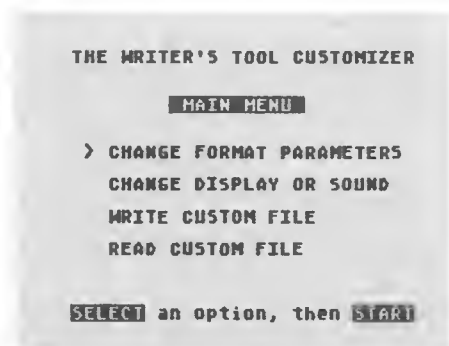 THE WRITER'S TOOL CUSTOMIZER
MAIN MENU
> CHANGE FORMAT PARAMETERS
CHANGE DISPLAY OR SOUND
WRITE CUSTOM FILE
READ CUSTOM FILE
SELECT an option, then START